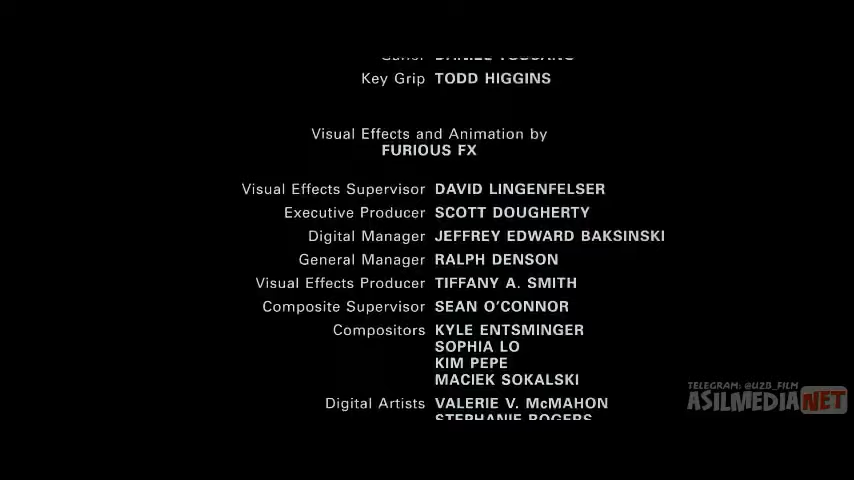 Key Grip TODD HIGGINS
Visual Effects and Animation by
FURIOUS FX
Visual Effects Supervisor DAVID LINGENFELSER
Executive Producer SCOTT DOUGHERTY
Digital Manager JEFFREY EDWARD BAKSINSKI
General Manager RALPH DENSON
Visual Effects Producer TIFFANY A. SMITH
Composite Supervisor SEAN O'CONNOR
Compositors KYLE ENTSMINGER
SOPHIA LO
KIM PEPE
MACIEK SOKALSKI
Digital Artists VALERIE V. McMAHON
STEPHANIE ROGERS
TELEGRAM: @UZB_FILM
ASILMEDIA.NET